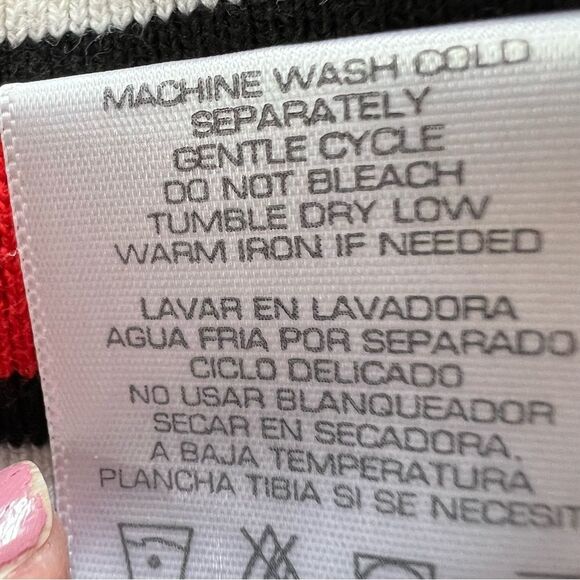 MACHINE WASH COLD
SEPARATELY
GENTLE CYCLE
DO NOT BLEACH
TUMBLE DRY LOW
WARM IRON IF NEEDED
LAVAR EN LAVADORA
AGUA FRIA POR SEPARADO
CICLO DELICADO
NO USAR BLANQUEADOR
SECAR EN SECADORA.
A BAJA TEMPERATURA
PLANCHA TIBIA SI SE NECESIT